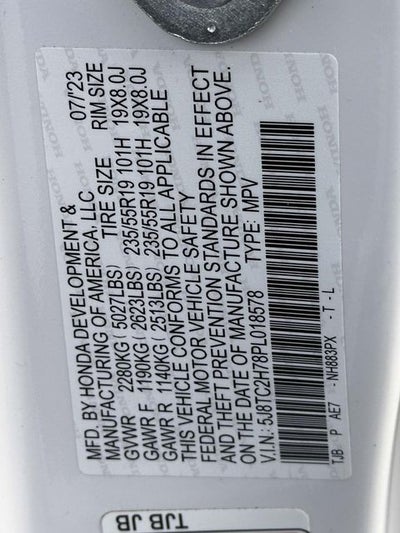 MFD. BY HONDA DEVELOPMENT &
MANUFACTURING OF AMERICA, LLC 07/'23
TIRE SIZE RIM SIZE
GVWR 2280KG ( 5027LBS)
GAWR F 1190KG ( 2623LBS) 235/55R19 101H 19X8.0J
GAWR R 1140KG ( 2513LBS) 235/55R19 101H 19X8.0J
THIS VEHICLE CONFORMS TO ALL APPLICABLE
FEDERAL MOTOR VEHICLE SAFETY
AND THEFT PREVENTION STANDARDS IN EFFECT
ON THE DATE OF MANUFACTURE SHOWN ABOVE.
V.I.N.: 5J8TC2H78PL018578 TYPE: MPV
TJB P AE7 - NH883PX - T - L
TJB JB